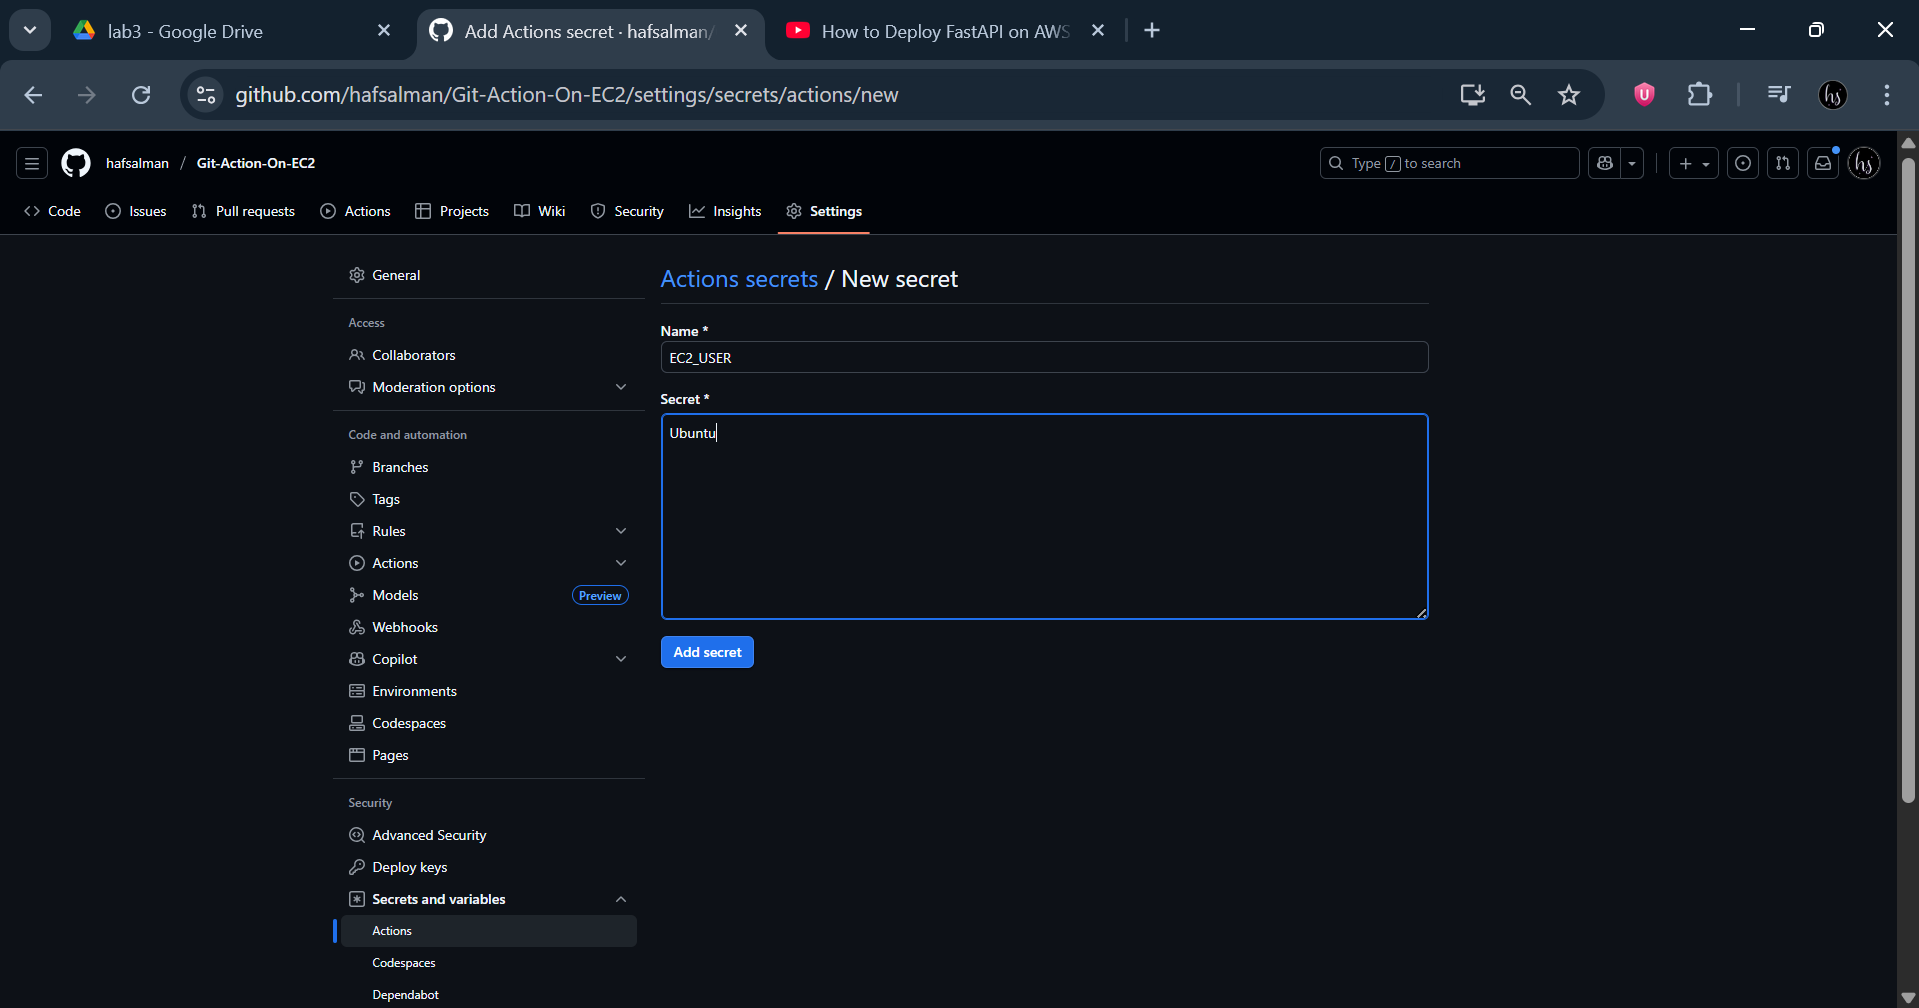 lab3 - Google Drive
Add Actions secret · hafsalman/
How to Deploy FastAPI on AWS
github.com/hafsalman/Git-Action-On-EC2/settings/secrets/actions/new
hafsalman / Git-Action-On-EC2
Type / to search
Code
Issues
Pull requests
Actions
Projects
Wiki
Security
Insights
Settings
General
Access
Collaborators
Moderation options
Code and automation
Branches
Tags
Rules
Actions
Models
Preview
Webhooks
Copilot
Environments
Codespaces
Pages
Security
Advanced Security
Deploy keys
Secrets and variables
Actions
Codespaces
Dependabot
Actions secrets / New secret
Name *
EC2_USER
Secret *
Ubuntu
Add secret